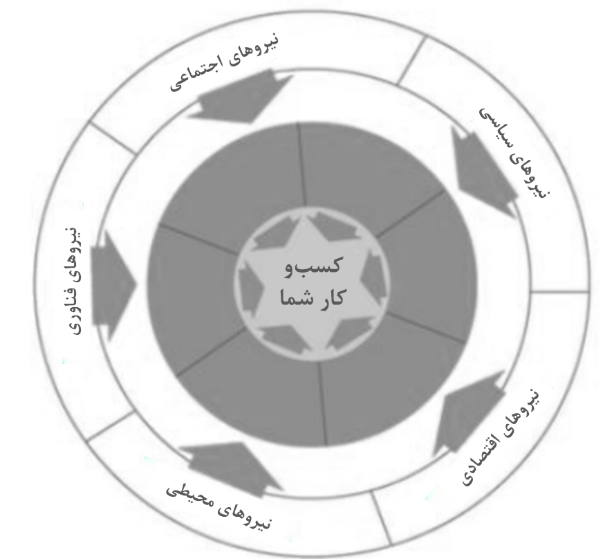 نیروهای اجتماعی
نیروهای سیاسی
نیروهای فناوری
کسب‌و
کار شما
نیروهای اقتصادی
نیروهای محیطی